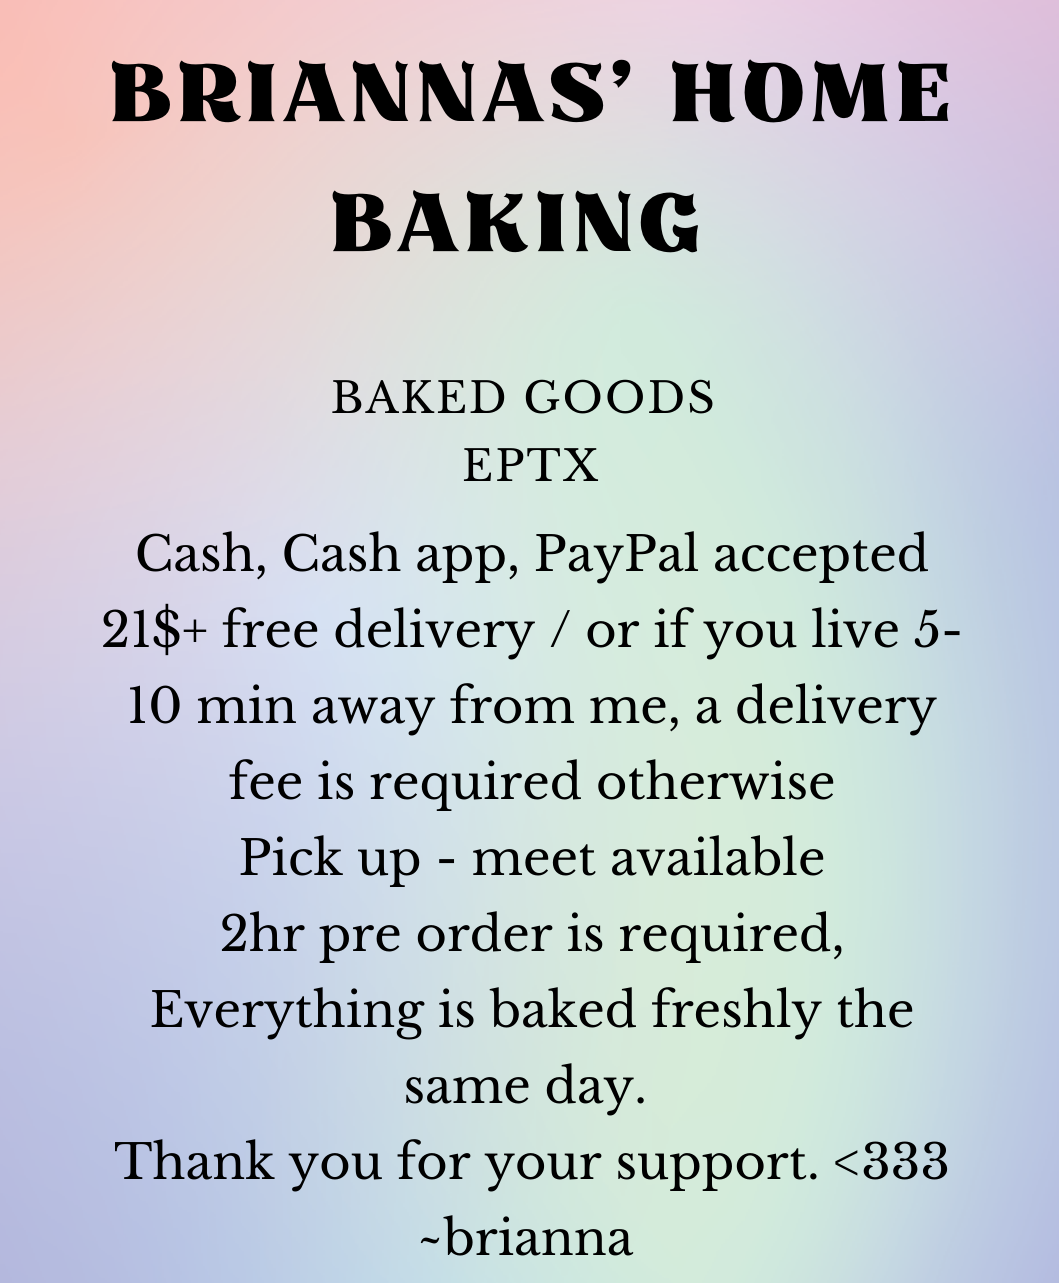 BRIANNAS’ HOME
BAKING
BAKED GOODS
EPTX
Cash, Cash app, PayPal accepted
21$+ free delivery / or if you live 5-
10 min away from me, a delivery
fee is required otherwise
Pick up - meet available
2hr pre order is required,
Everything is baked freshly the
same day.
Thank you for your support. <333
~brianna